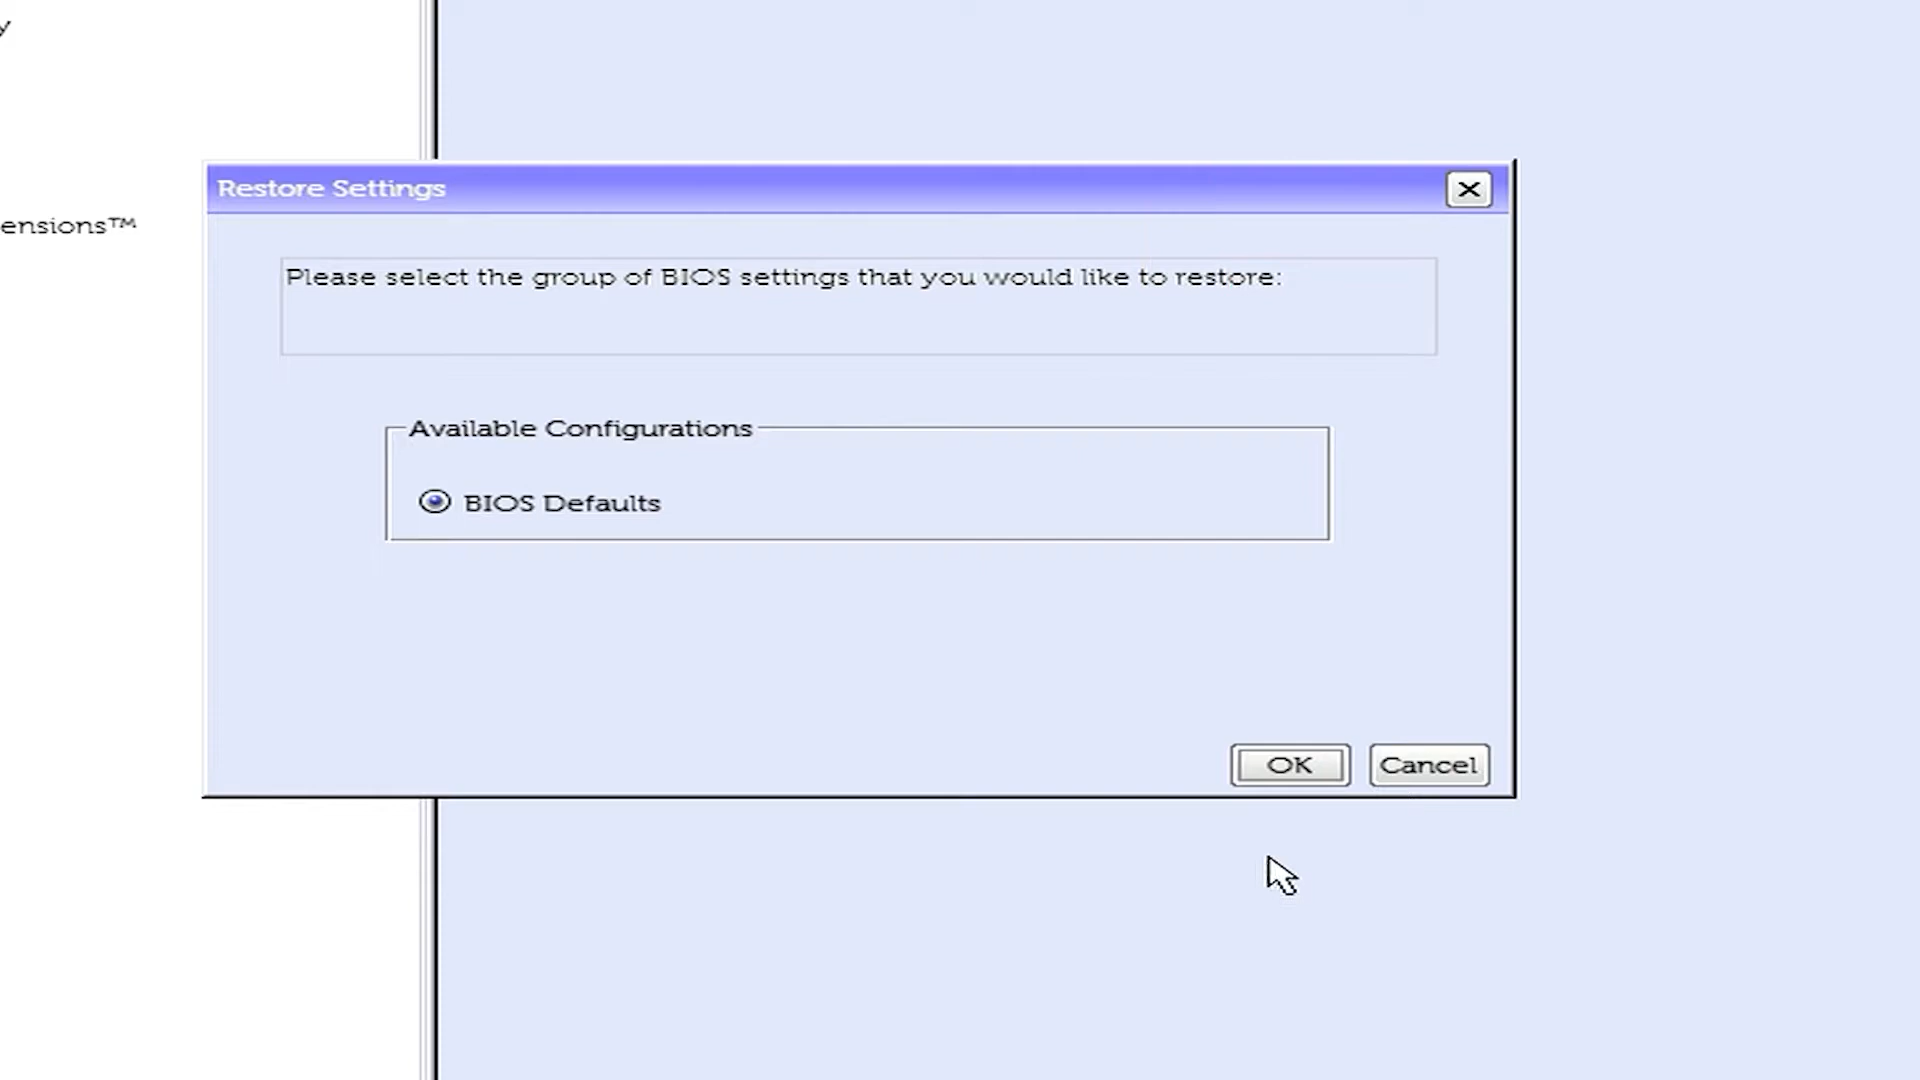 y
Restore Settings
ensions™
Please select the group of BIOS settings that you would like to restore:
Available Configurations
BIOS Defaults
OK Cancel